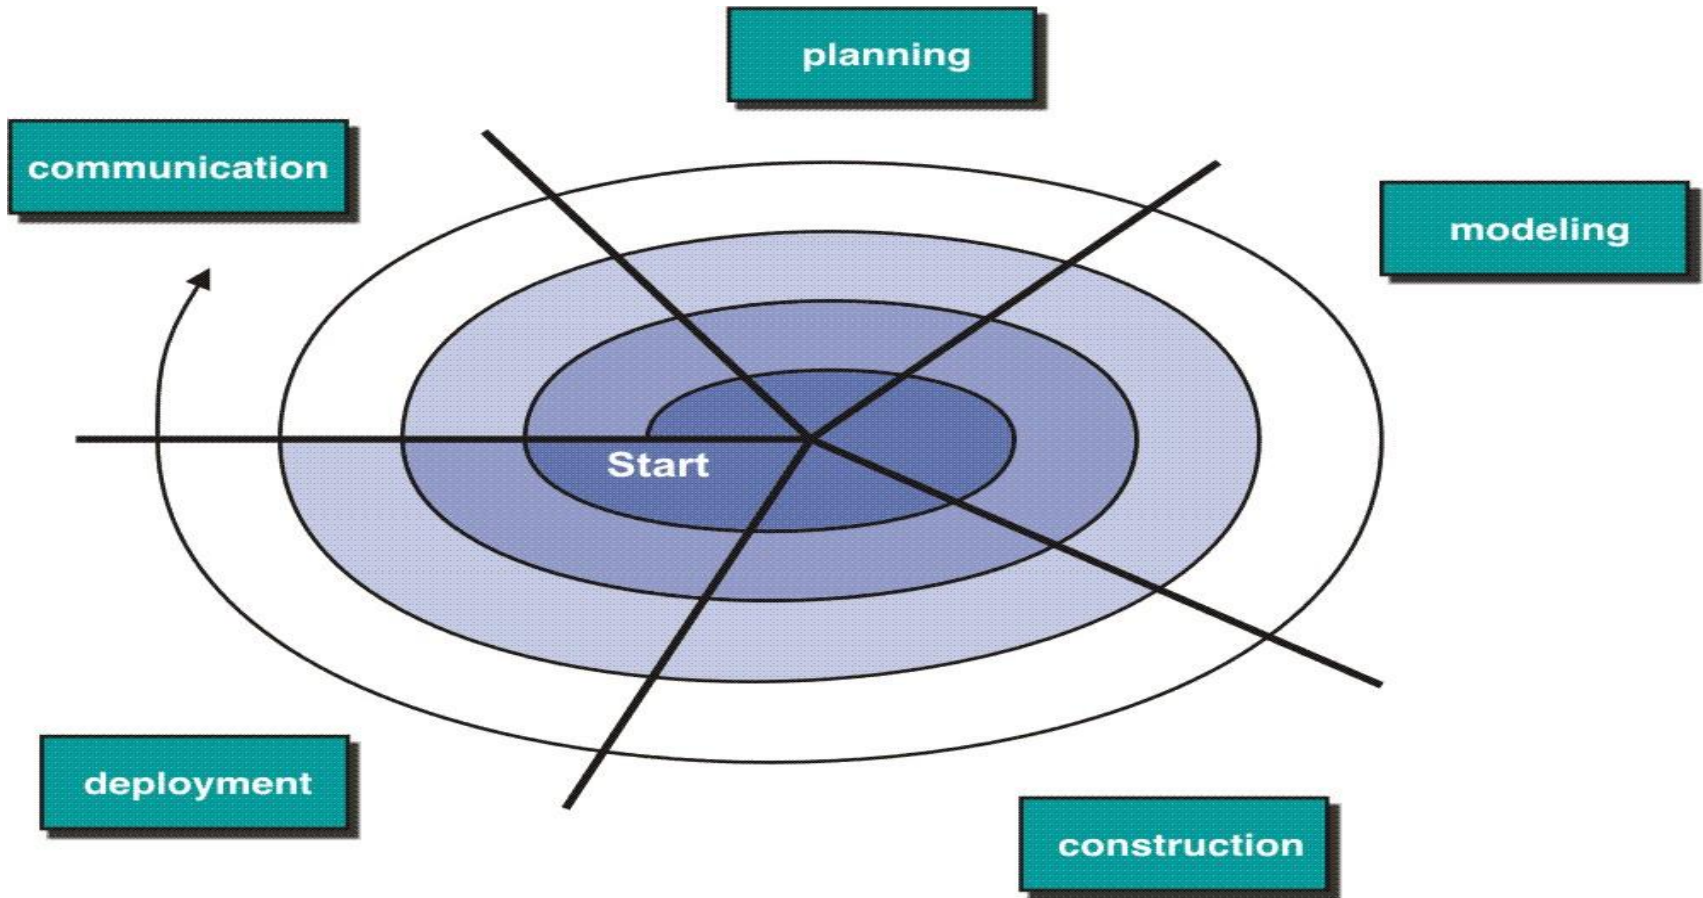 planning
communication
modeling
Start
deployment
construction